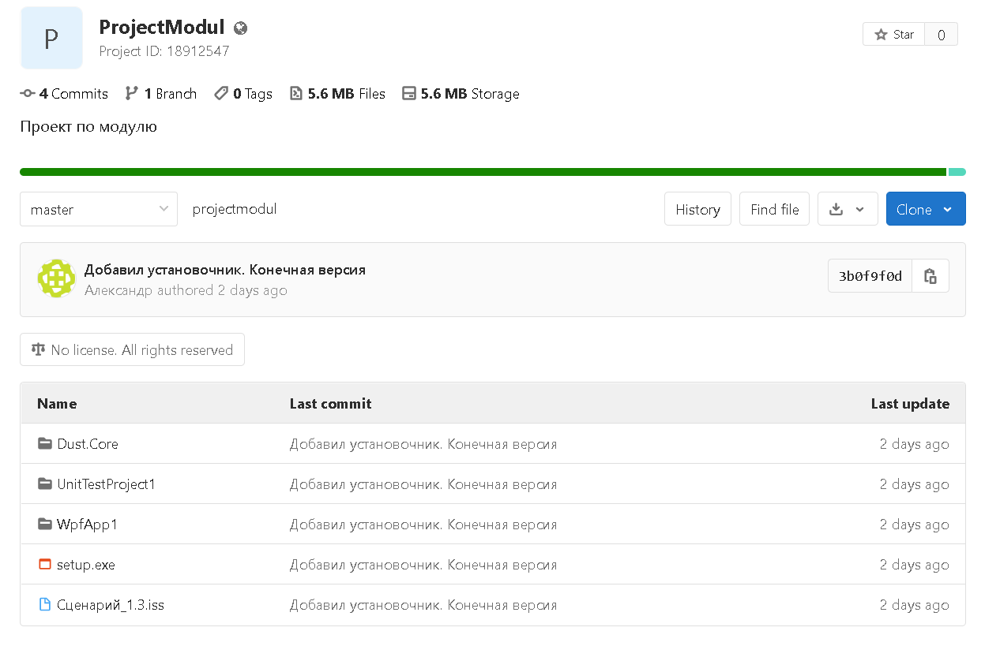 P
ProjectModul
Project ID: 18912547
Star 0
4 Commits 1 Branch 0 Tags 5.6 MB Files 5.6 MB Storage
Проект по модулю
master projectmodul History Find file Clone
Добавил установочник. Конечная версия
Александр authored 2 days ago
3b0f9f0d
No license. All rights reserved
Name Last commit Last update
Dust.Core Добавил установочник. Конечная версия 2 days ago
UnitTestProject1 Добавил установочник. Конечная версия 2 days ago
WpfApp1 Добавил установочник. Конечная версия 2 days ago
setup.exe Добавил установочник. Конечная версия 2 days ago
Сценарий_1.3.iss Добавил установочник. Конечная версия 2 days ago